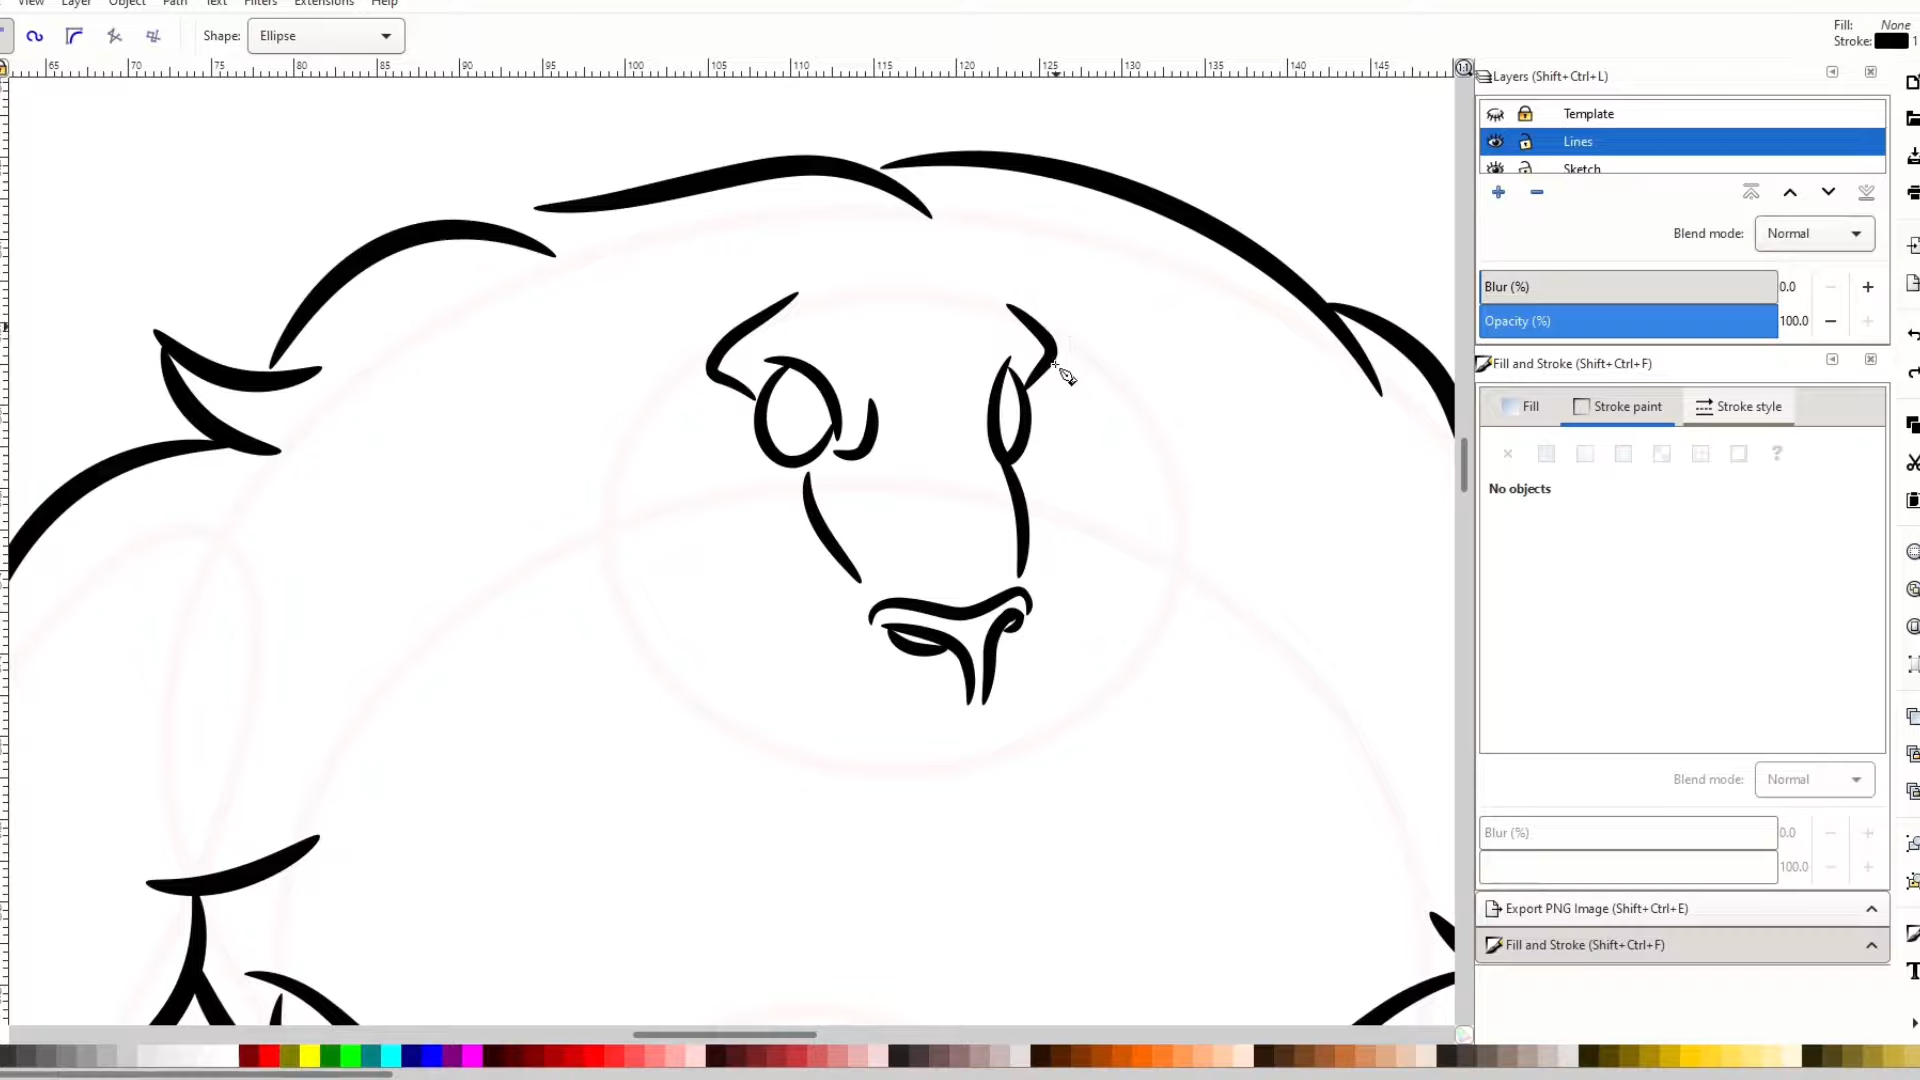 View Layer Object Path Text Filters Extensions Help
Shape: Ellipse
Fill: None
Stroke: 1
65 70 75 80 85 90 95 100 105 110 115 120 125 130 135 140 145
1:1
Layers (Shift+Ctrl+L)
Template
Lines
Sketch
Blend mode: Normal
Blur (%) 0.0
Opacity (%) 100.0
Fill and Stroke (Shift+Ctrl+F)
Fill Stroke paint Stroke style
?
No objects
Blend mode: Normal
Blur (%) 0.0
100.0
Export PNG Image (Shift+Ctrl+E)
Fill and Stroke (Shift+Ctrl+F)